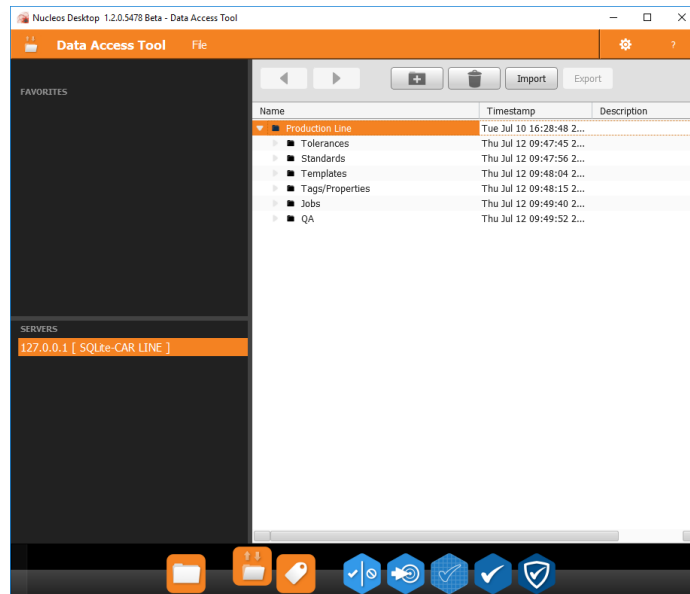 Nucleos Desktop 1.2.0.5478 Beta - Data Access Tool
Data Access Tool File ?
FAVORITES
Import Export
Name Timestamp Description
Production Line Tue Jul 10 16:28:48 2...
Tolerances Thu Jul 12 09:47:45 2...
Standards Thu Jul 12 09:47:56 2...
Templates Thu Jul 12 09:48:04 2...
Tags/Properties Thu Jul 12 09:48:15 2...
Jobs Thu Jul 12 09:49:40 2...
QA Thu Jul 12 09:49:52 2...
SERVERS
127.0.0.1 [ SQLite-CAR LINE ]